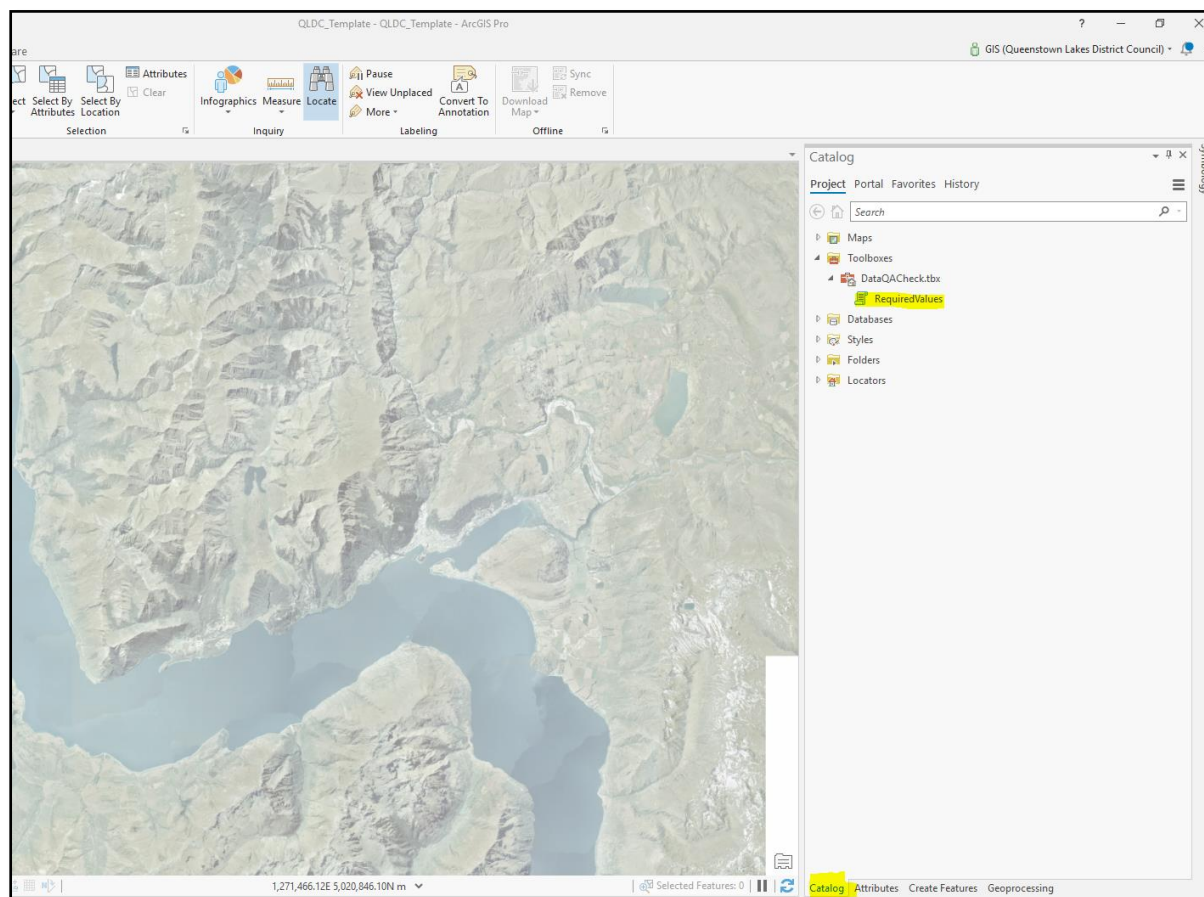 QLDC_Template - QLDC_Template - ArcGIS Pro
?
are
GIS (Queenstown Lakes District Council)
ect
Select By Attributes
Select By Location
Attributes
Clear
Selection
Infographics
Measure
Locate
Inquiry
Pause
View Unplaced
More
Convert To Annotation
Labeling
Download Map
Sync
Remove
Offline
Catalog
Symbology
Project Portal Favorites History
Search
Maps
Toolboxes
DataQACheck.tbx
RequiredValues
Databases
Styles
Folders
Locators
1,271,466.12E 5,020,846.10N m
Selected Features: 0
Catalog Attributes Create Features Geoprocessing